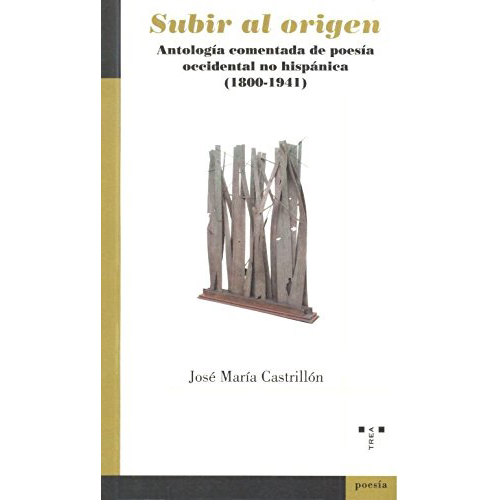 Subir al origen
Antología comentada de poesía
occidental no hispánica
(1800-1941)
José María Castrillón
TREA
poesía